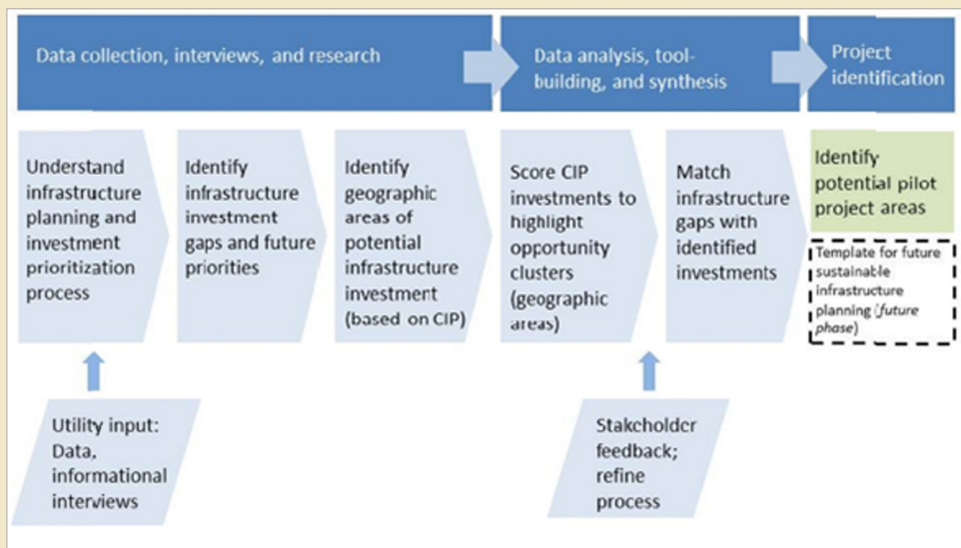 Data collection, interviews, and research
Data analysis, tool-
building, and synthesis
Project
identification
Understand
infrastructure
planning and
investment
prioritization
process
Identify
infrastructure
investment
gaps and future
priorities
Identify
geographic
areas of
potential
infrastructure
investment
(based on CIP)
Score CIP
investments to
highlight
opportunity
clusters
(geographic
areas)
Match
infrastructure
gaps with
identified
investments
Identify
potential pilot
project areas
Template for future
sustainable
infrastructure
planning (future
phase)
Utility input:
Data,
informational
interviews
Stakeholder
feedback;
refine
process